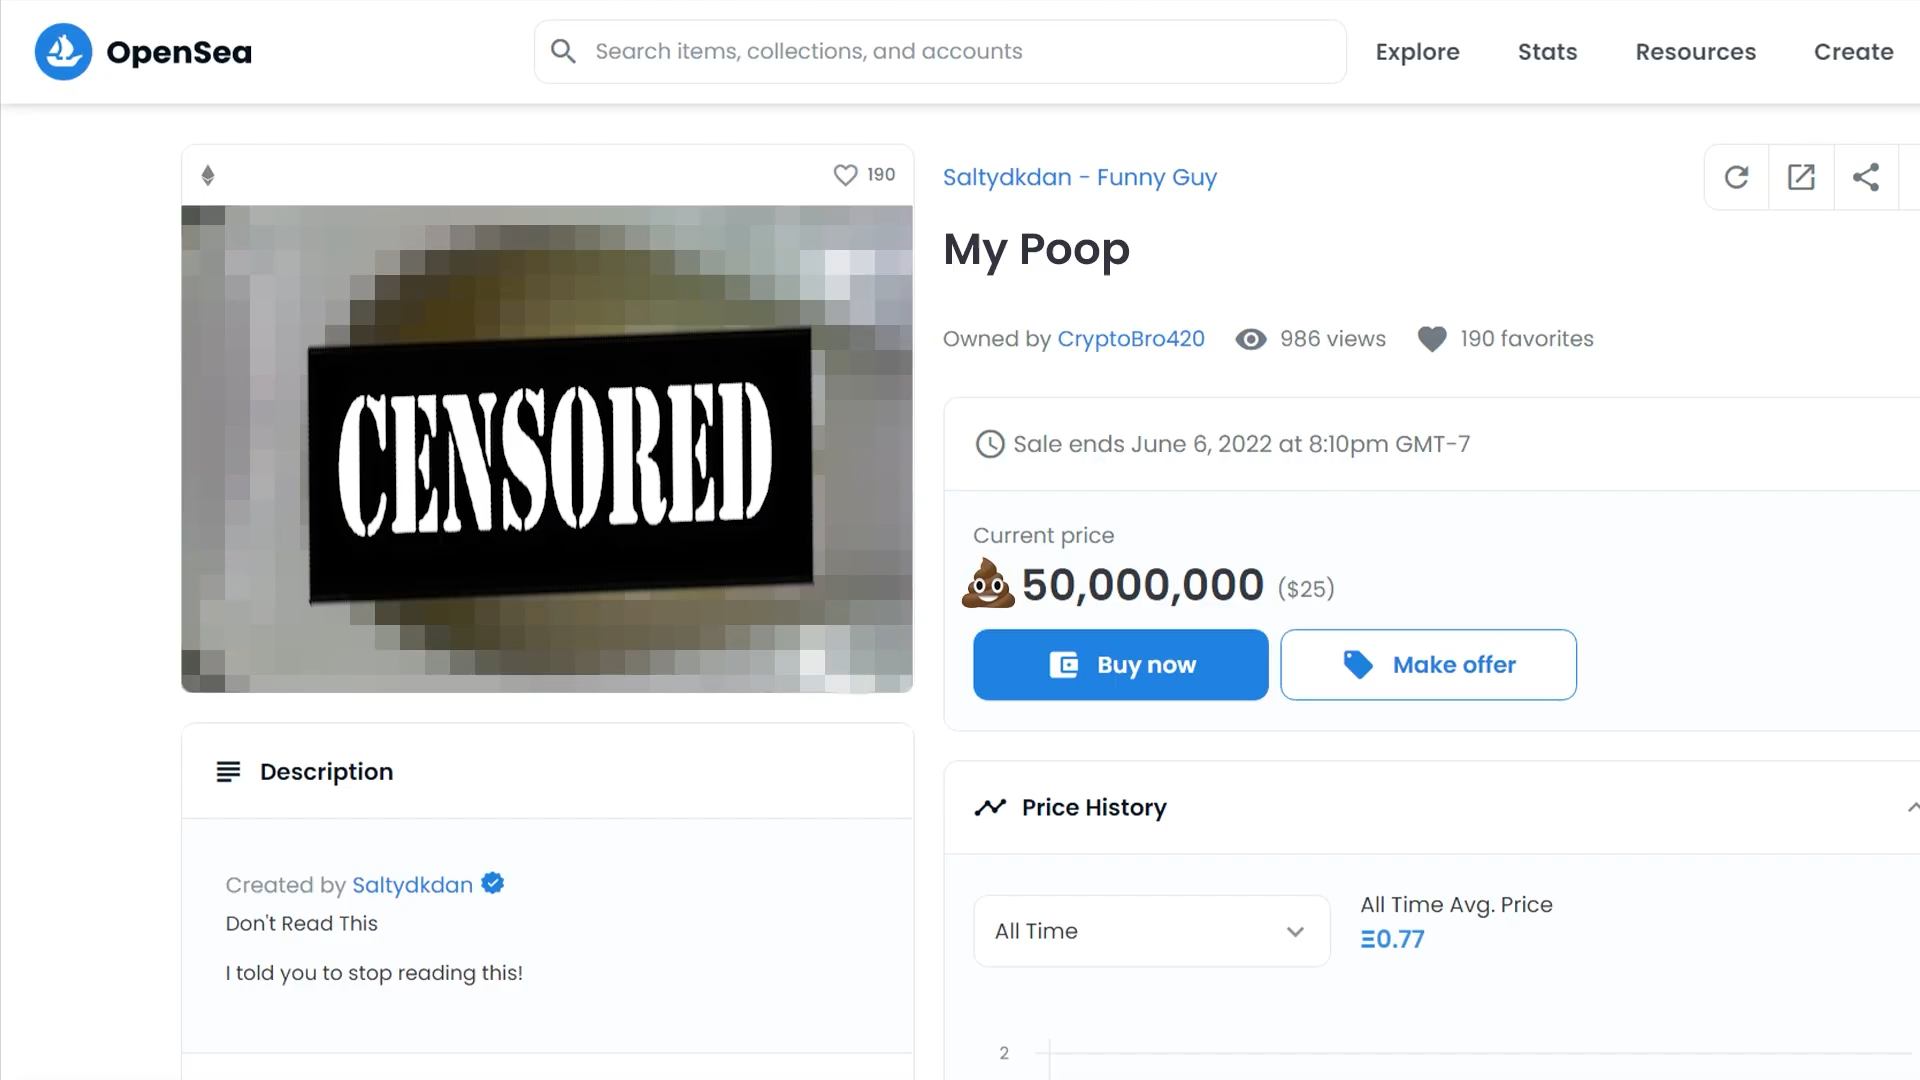 OpenSea
Search items, collections, and accounts
Explore
Stats
Resources
Create
190
CENSORED
Saltydkdan - Funny Guy
My Poop
Owned by CryptoBro420
986 views
190 favorites
Sale ends June 6, 2022 at 8:10pm GMT-7
Current price
💩50,000,000 ($25)
Buy now
Make offer
Description
Created by Saltydkdan
Don't Read This
I told you to stop reading this!
Price History
All Time
All Time Avg. Price
Ξ0.77
2